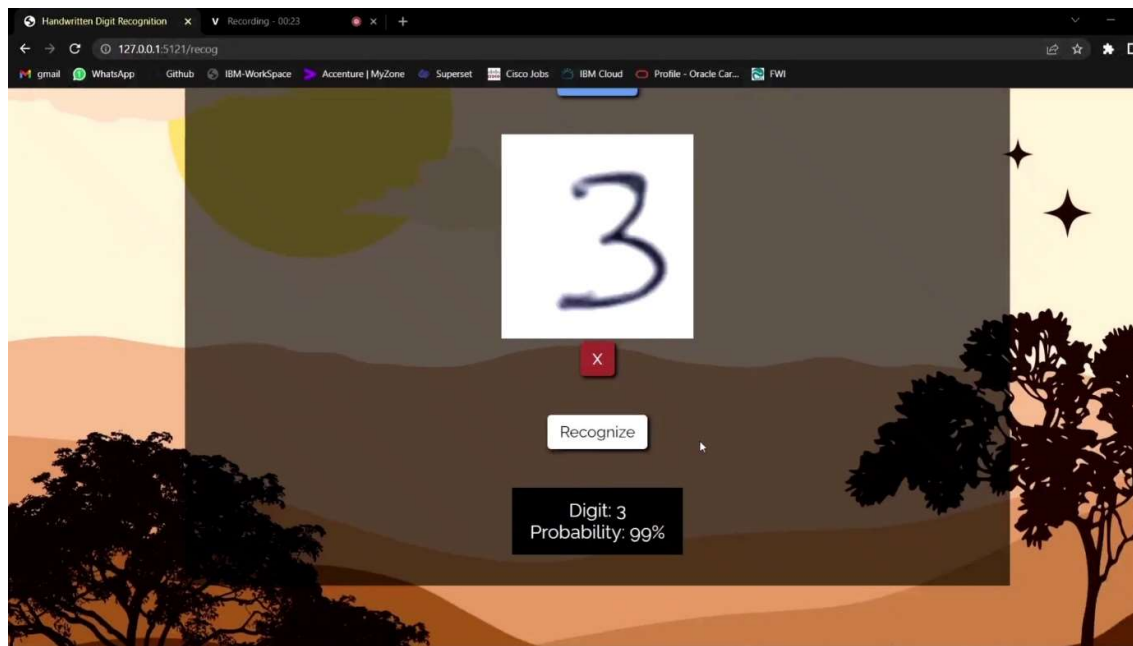 Handwritten Digit Recognition
Recording - 00:23
127.0.0.1:5121/recog
gmail WhatsApp Github IBM-WorkSpace Accenture | MyZone Superset Cisco Jobs IBM Cloud Profile - Oracle Car... FWI
3
X
Recognize
Digit: 3
Probability: 99%